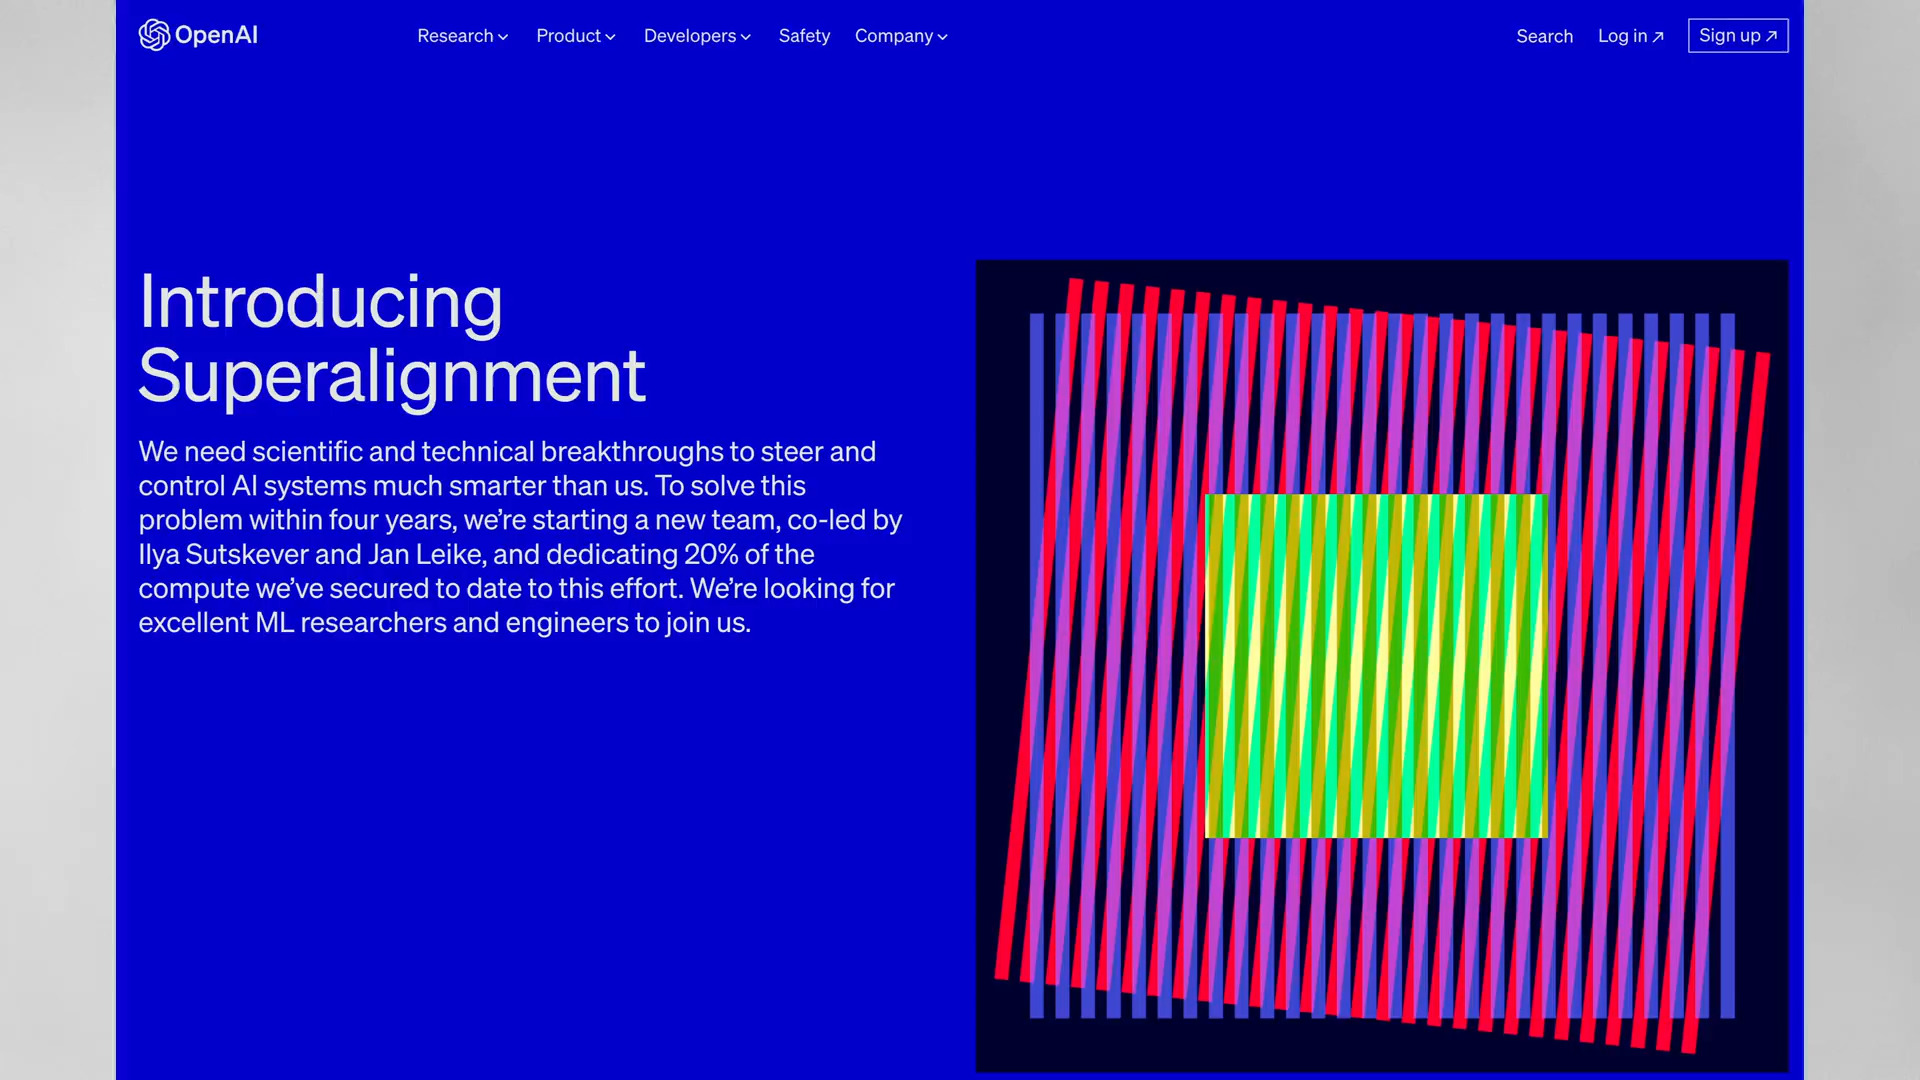 OpenAI
Research
Product
Developers
Safety
Company
Search
Log in ↗
Sign up ↗
Introducing
Superalignment
We need scientific and technical breakthroughs to steer and
control AI systems much smarter than us. To solve this
problem within four years, we’re starting a new team, co-led by
Ilya Sutskever and Jan Leike, and dedicating 20% of the
compute we’ve secured to date to this effort. We’re looking for
excellent ML researchers and engineers to join us.